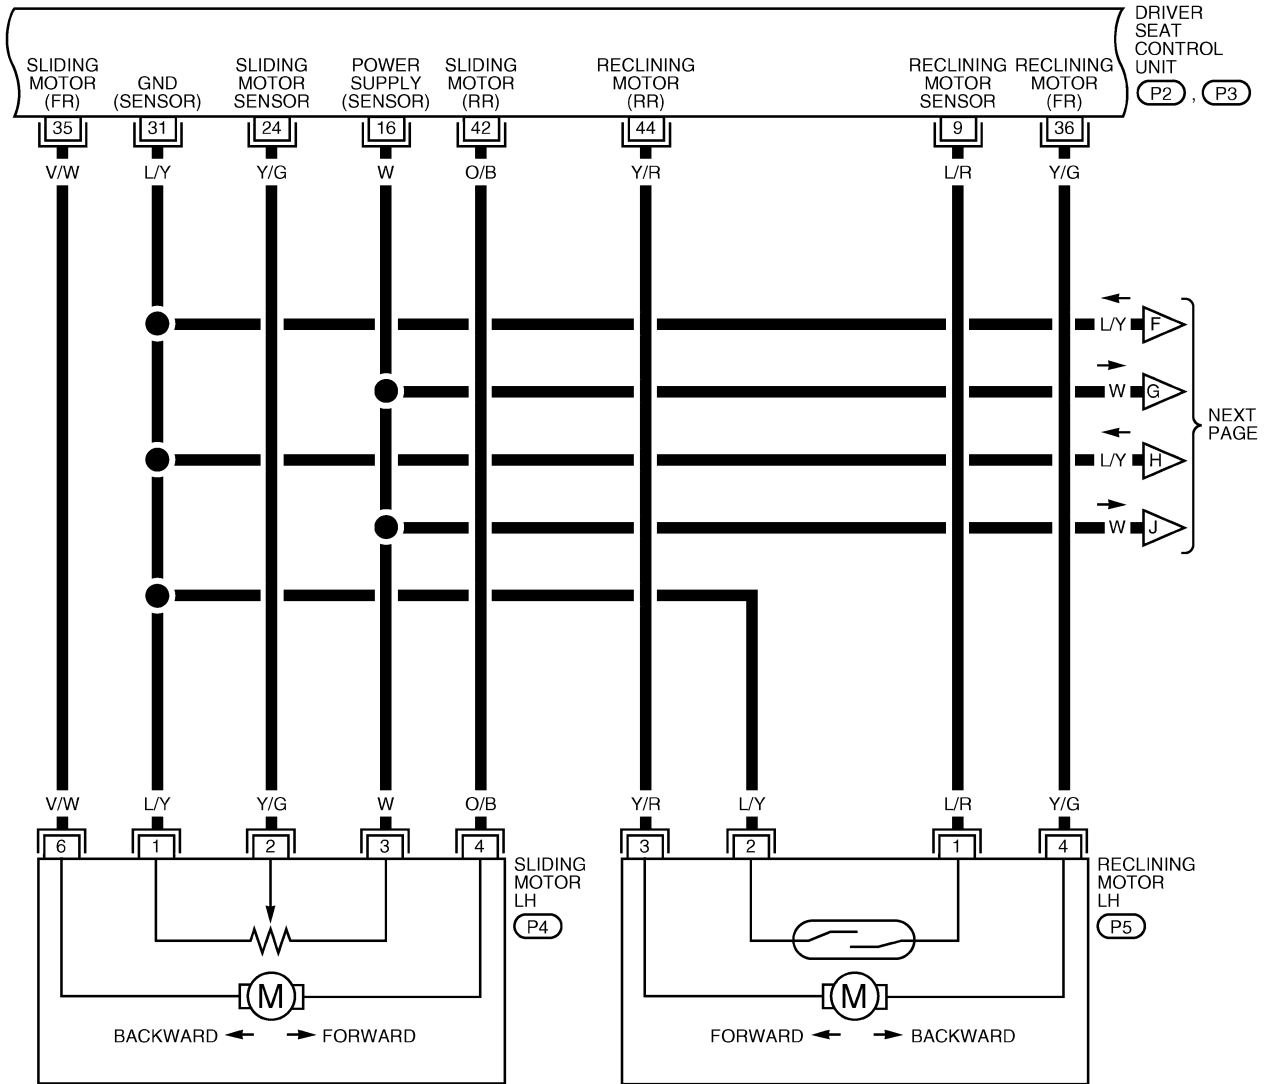 DRIVER
SEAT
CONTROL
UNIT
P2 , P3
SLIDING
MOTOR
(FR)
GND
(SENSOR)
SLIDING
MOTOR
SENSOR
POWER
SUPPLY
(SENSOR)
SLIDING
MOTOR
(RR)
RECLINING
MOTOR
(RR)
RECLINING
MOTOR
SENSOR
RECLINING
MOTOR
(FR)
35 31 24 16 42 44 9 36
V/W L/Y Y/G W O/B Y/R L/R Y/G
L/Y F
W G
L/Y H
W J
NEXT
PAGE
V/W L/Y Y/G W O/B Y/R L/Y L/R Y/G
6 1 2 3 4 3 2 1 4
SLIDING
MOTOR
LH
P4
RECLINING
MOTOR
LH
P5
M M
BACKWARD FORWARD
FORWARD BACKWARD